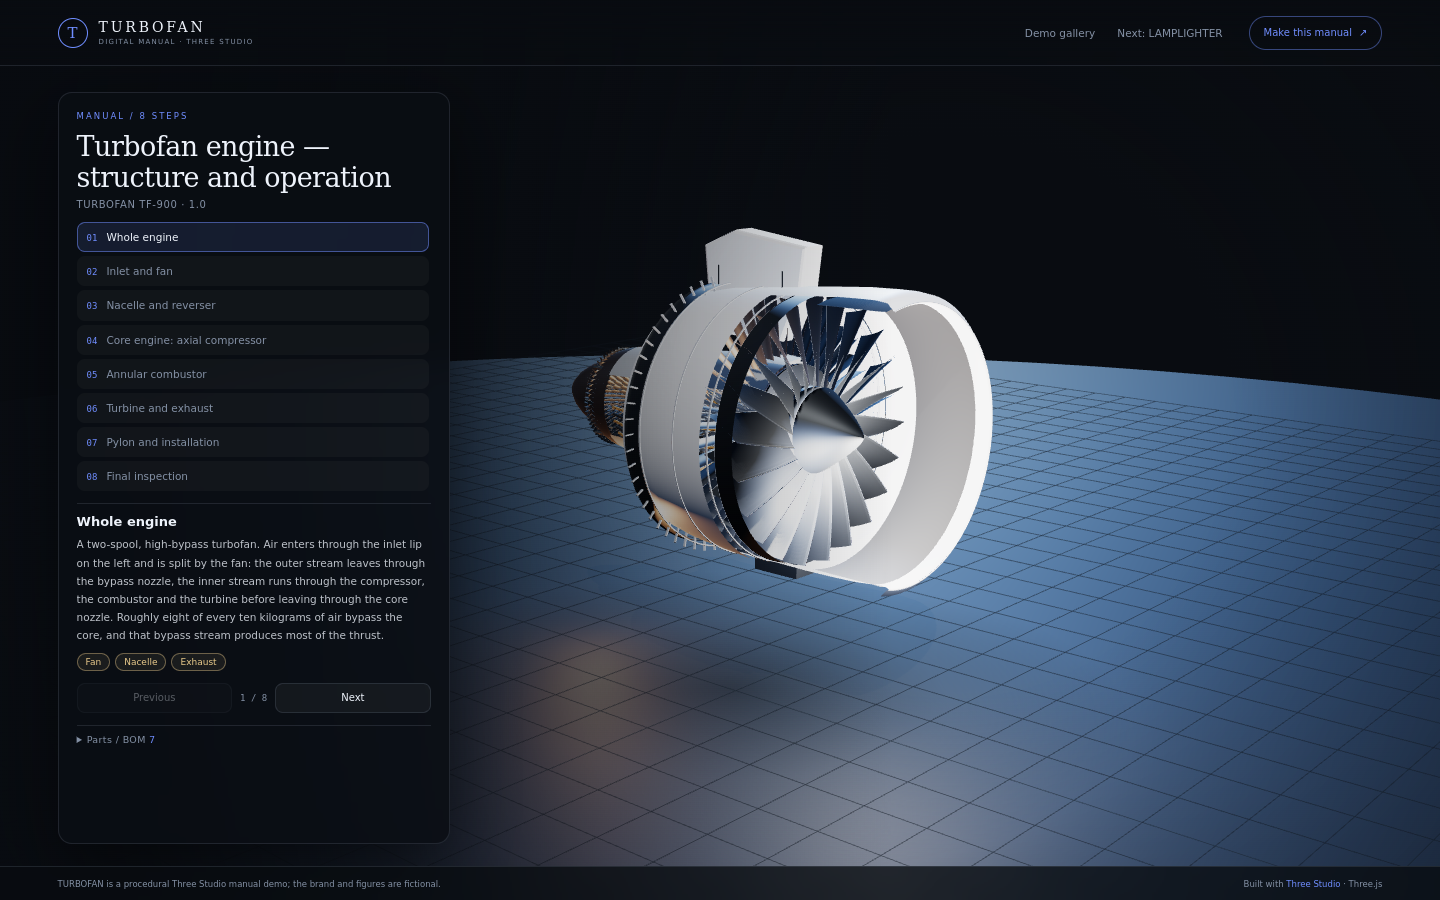 T
TURBOFAN
DIGITAL MANUAL · THREE STUDIO
Demo gallery
Next: LAMPLIGHTER
Make this manual ↗
MANUAL / 8 STEPS
Turbofan engine —
structure and operation
TURBOFAN TF-900 · 1.0
01 Whole engine
02 Inlet and fan
03 Nacelle and reverser
04 Core engine: axial compressor
05 Annular combustor
06 Turbine and exhaust
07 Pylon and installation
08 Final inspection
Whole engine
A two-spool, high-bypass turbofan. Air enters through the inlet lip
on the left and is split by the fan: the outer stream leaves through
the bypass nozzle, the inner stream runs through the compressor,
the combustor and the turbine before leaving through the core
nozzle. Roughly eight of every ten kilograms of air bypass the
core, and that bypass stream produces most of the thrust.
Fan
Nacelle
Exhaust
Previous
1 / 8
Next
▶ Parts / BOM 7
TURBOFAN is a procedural Three Studio manual demo; the brand and figures are fictional.
Built with Three Studio · Three.js